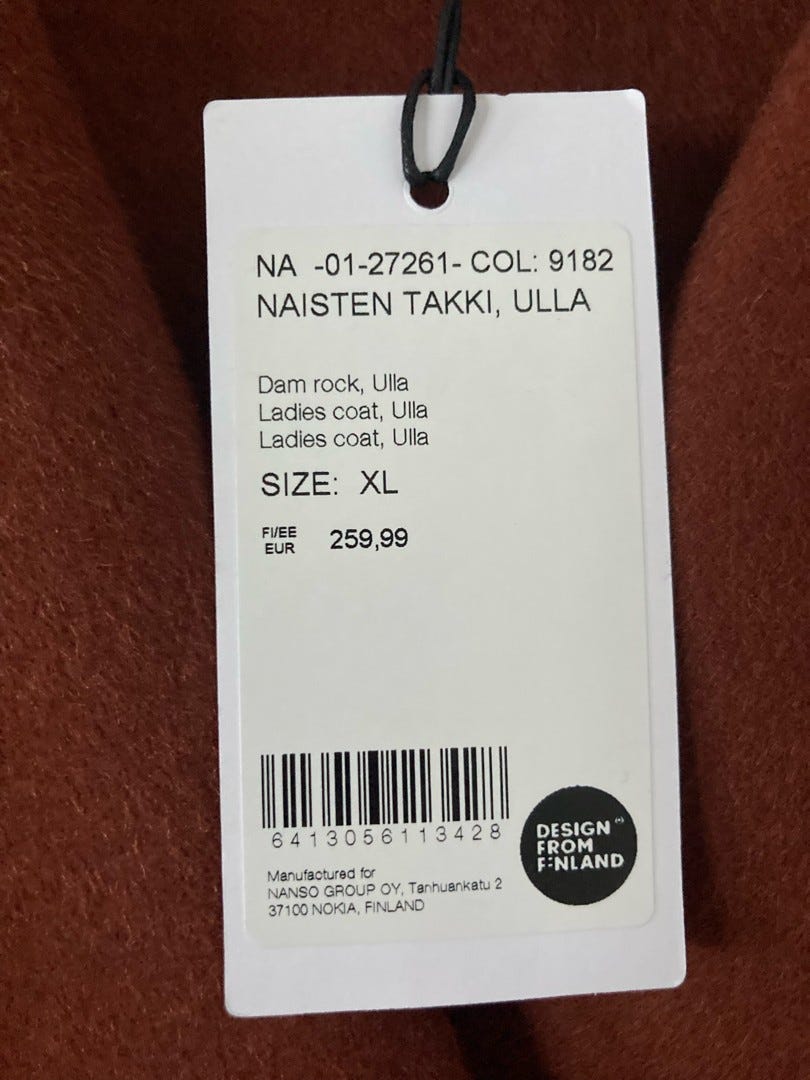 NA -01-27261- COL: 9182
NAISTEN TAKKI, ULLA
Dam rock, Ulla
Ladies coat, Ulla
Ladies coat, Ulla
SIZE: XL
FI/EE
EUR 259,99
6413056113428
Manufactured for
NANSO GROUP OY, Tanhuankatu 2
37100 NOKIA, FINLAND
DESIGN (+)
FROM
FINLAND